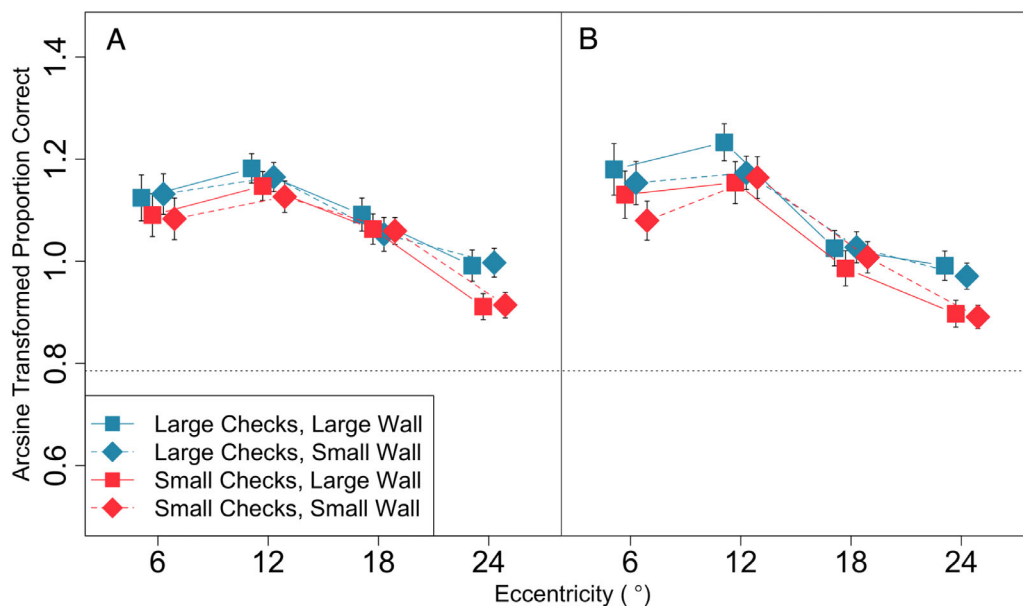 A
B
Arcsine Transformed Proportion Correct
1.4
1.2
1.0
0.8
0.6
Large Checks, Large Wall
Large Checks, Small Wall
Small Checks, Large Wall
Small Checks, Small Wall
6 12 18 24
6 12 18 24
Eccentricity ( °)